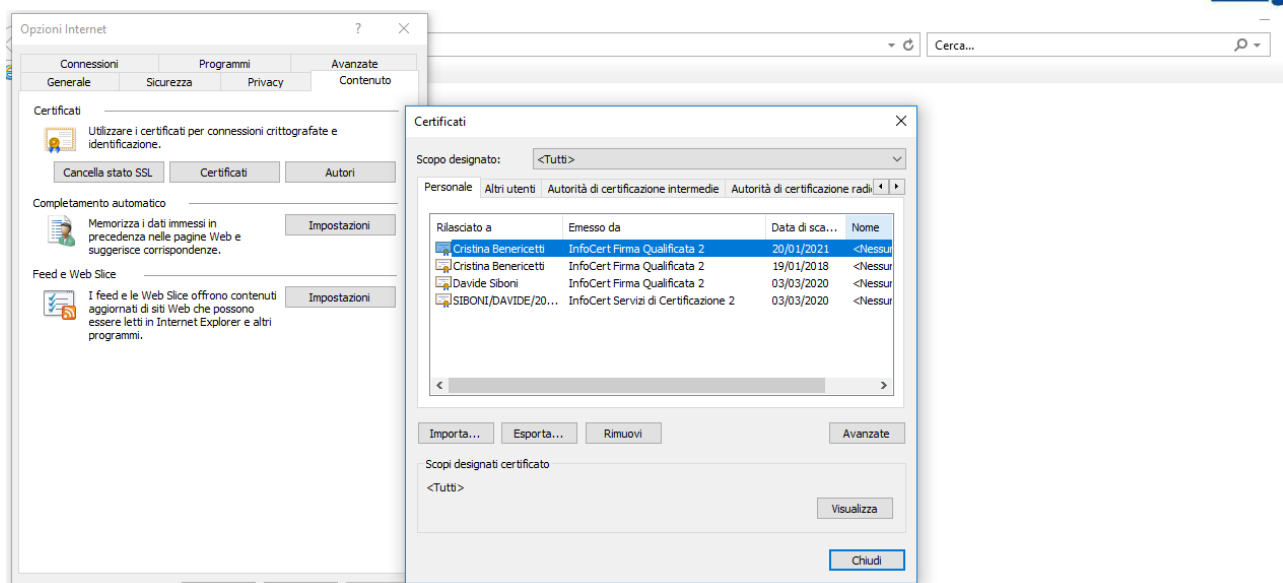 Opzioni Internet
Cerca...
Connessioni Programmi Avanzate
Generale Sicurezza Privacy Contenuto
Certificati
Utilizzare i certificati per connessioni crittografate e
identificazione.
Cancella stato SSL Certificati Autori
Completamento automatico
Memorizza i dati immessi in
precedenza nelle pagine Web e
suggerisce corrispondenze.
Impostazioni
Feed e Web Slice
I feed e le Web Slice offrono contenuti
aggiornati di siti Web che possono
essere letti in Internet Explorer e altri
programmi.
Impostazioni
Certificati
Scopo designato: <Tutti>
Personale Altri utenti Autorità di certificazione intermedie Autorità di certificazione radi
Rilasciato a Emesso da Data di sca... Nome
Cristina Benericetti InfoCert Firma Qualificata 2 20/01/2021 <Nessur
Cristina Benericetti InfoCert Firma Qualificata 2 19/01/2018 <Nessur
Davide Siboni InfoCert Firma Qualificata 2 03/03/2020 <Nessur
SIBONI/DAVIDE/20... InfoCert Servizi di Certificazione 2 03/03/2020 <Nessur
Importa... Esporta... Rimuovi Avanzate
Scopi designati certificato
<Tutti>
Visualizza
Chiudi